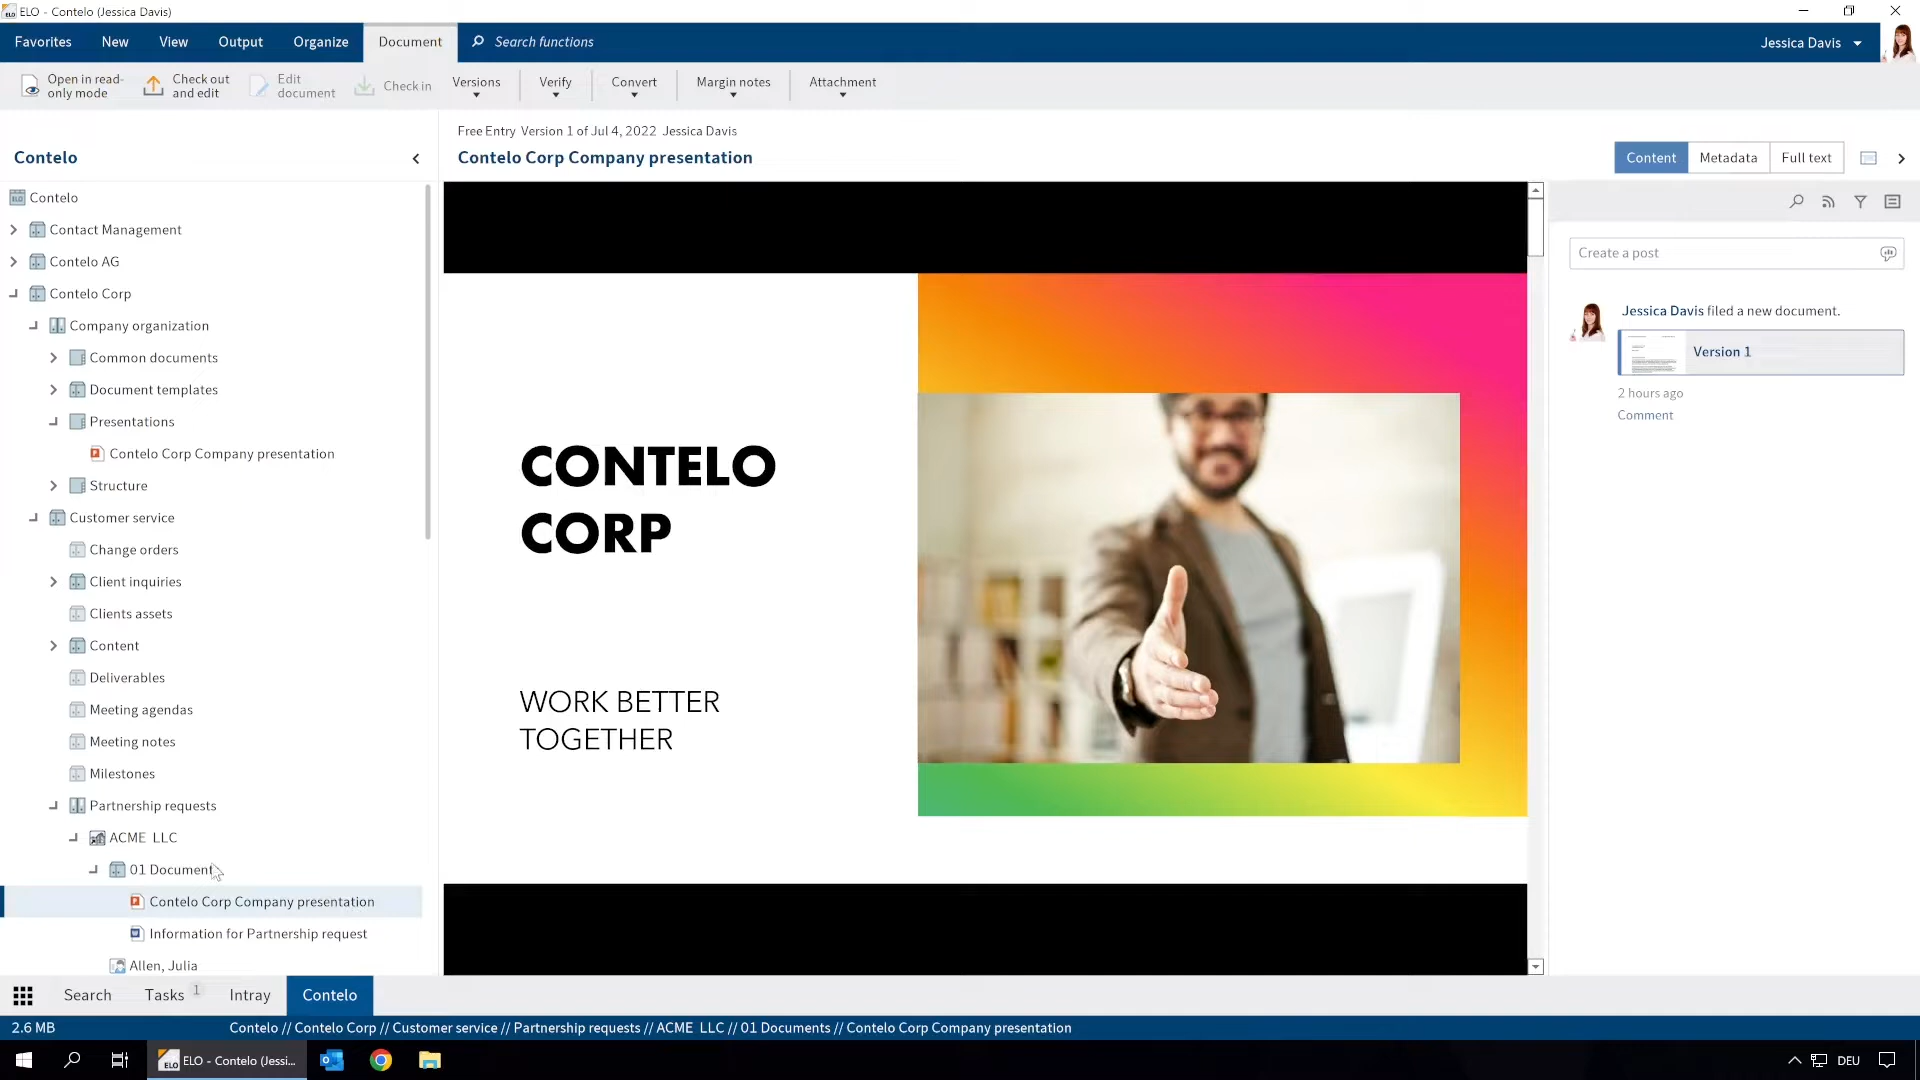 ELO - Contelo (Jessica Davis)
Favorites New View Output Organize Document Search functions Jessica Davis
Open in read-only mode
Check out and edit
Edit document
Check in
Versions
Verify
Convert
Margin notes
Attachment
Free Entry Version 1 of Jul 4, 2022 Jessica Davis
Contelo
Contelo Corp Company presentation
Content Metadata Full text
Contelo
Contact Management
Contelo AG
Contelo Corp
Company organization
Common documents
Document templates
Presentations
Contelo Corp Company presentation
Structure
Customer service
Change orders
Client inquiries
Clients assets
Content
Deliverables
Meeting agendas
Meeting notes
Milestones
Partnership requests
ACME LLC
01 Document
Contelo Corp Company presentation
Information for Partnership request
Allen, Julia
CONTELO
CORP
WORK BETTER
TOGETHER
Create a post
Jessica Davis filed a new document.
Version 1
2 hours ago
Comment
Search Tasks 1 Intray Contelo
2.6 MB Contelo // Contelo Corp // Customer service // Partnership requests // ACME LLC // 01 Documents // Contelo Corp Company presentation
ELO - Contelo (Jessi... DEU